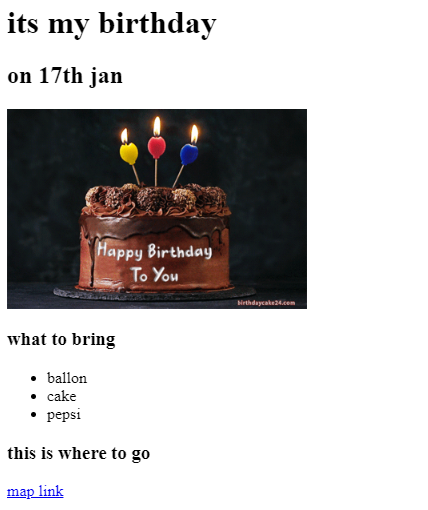 its my birthday
on 17th jan
Happy Birthday
To You
birthdaycake24.com
what to bring
ballon
cake
pepsi
this is where to go
map link